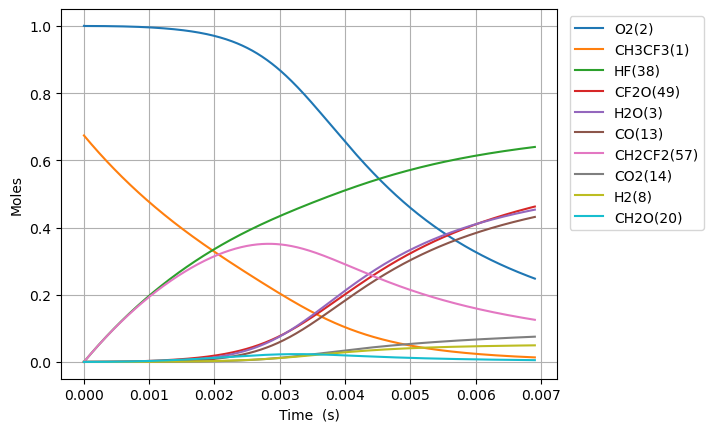 1.0
0.8
0.6
0.4
0.2
0.0
Moles
0.000 0.001 0.002 0.003 0.004 0.005 0.006 0.007
Time (s)
O2(2)
CH3CF3(1)
HF(38)
CF2O(49)
H2O(3)
CO(13)
CH2CF2(57)
CO2(14)
H2(8)
CH2O(20)